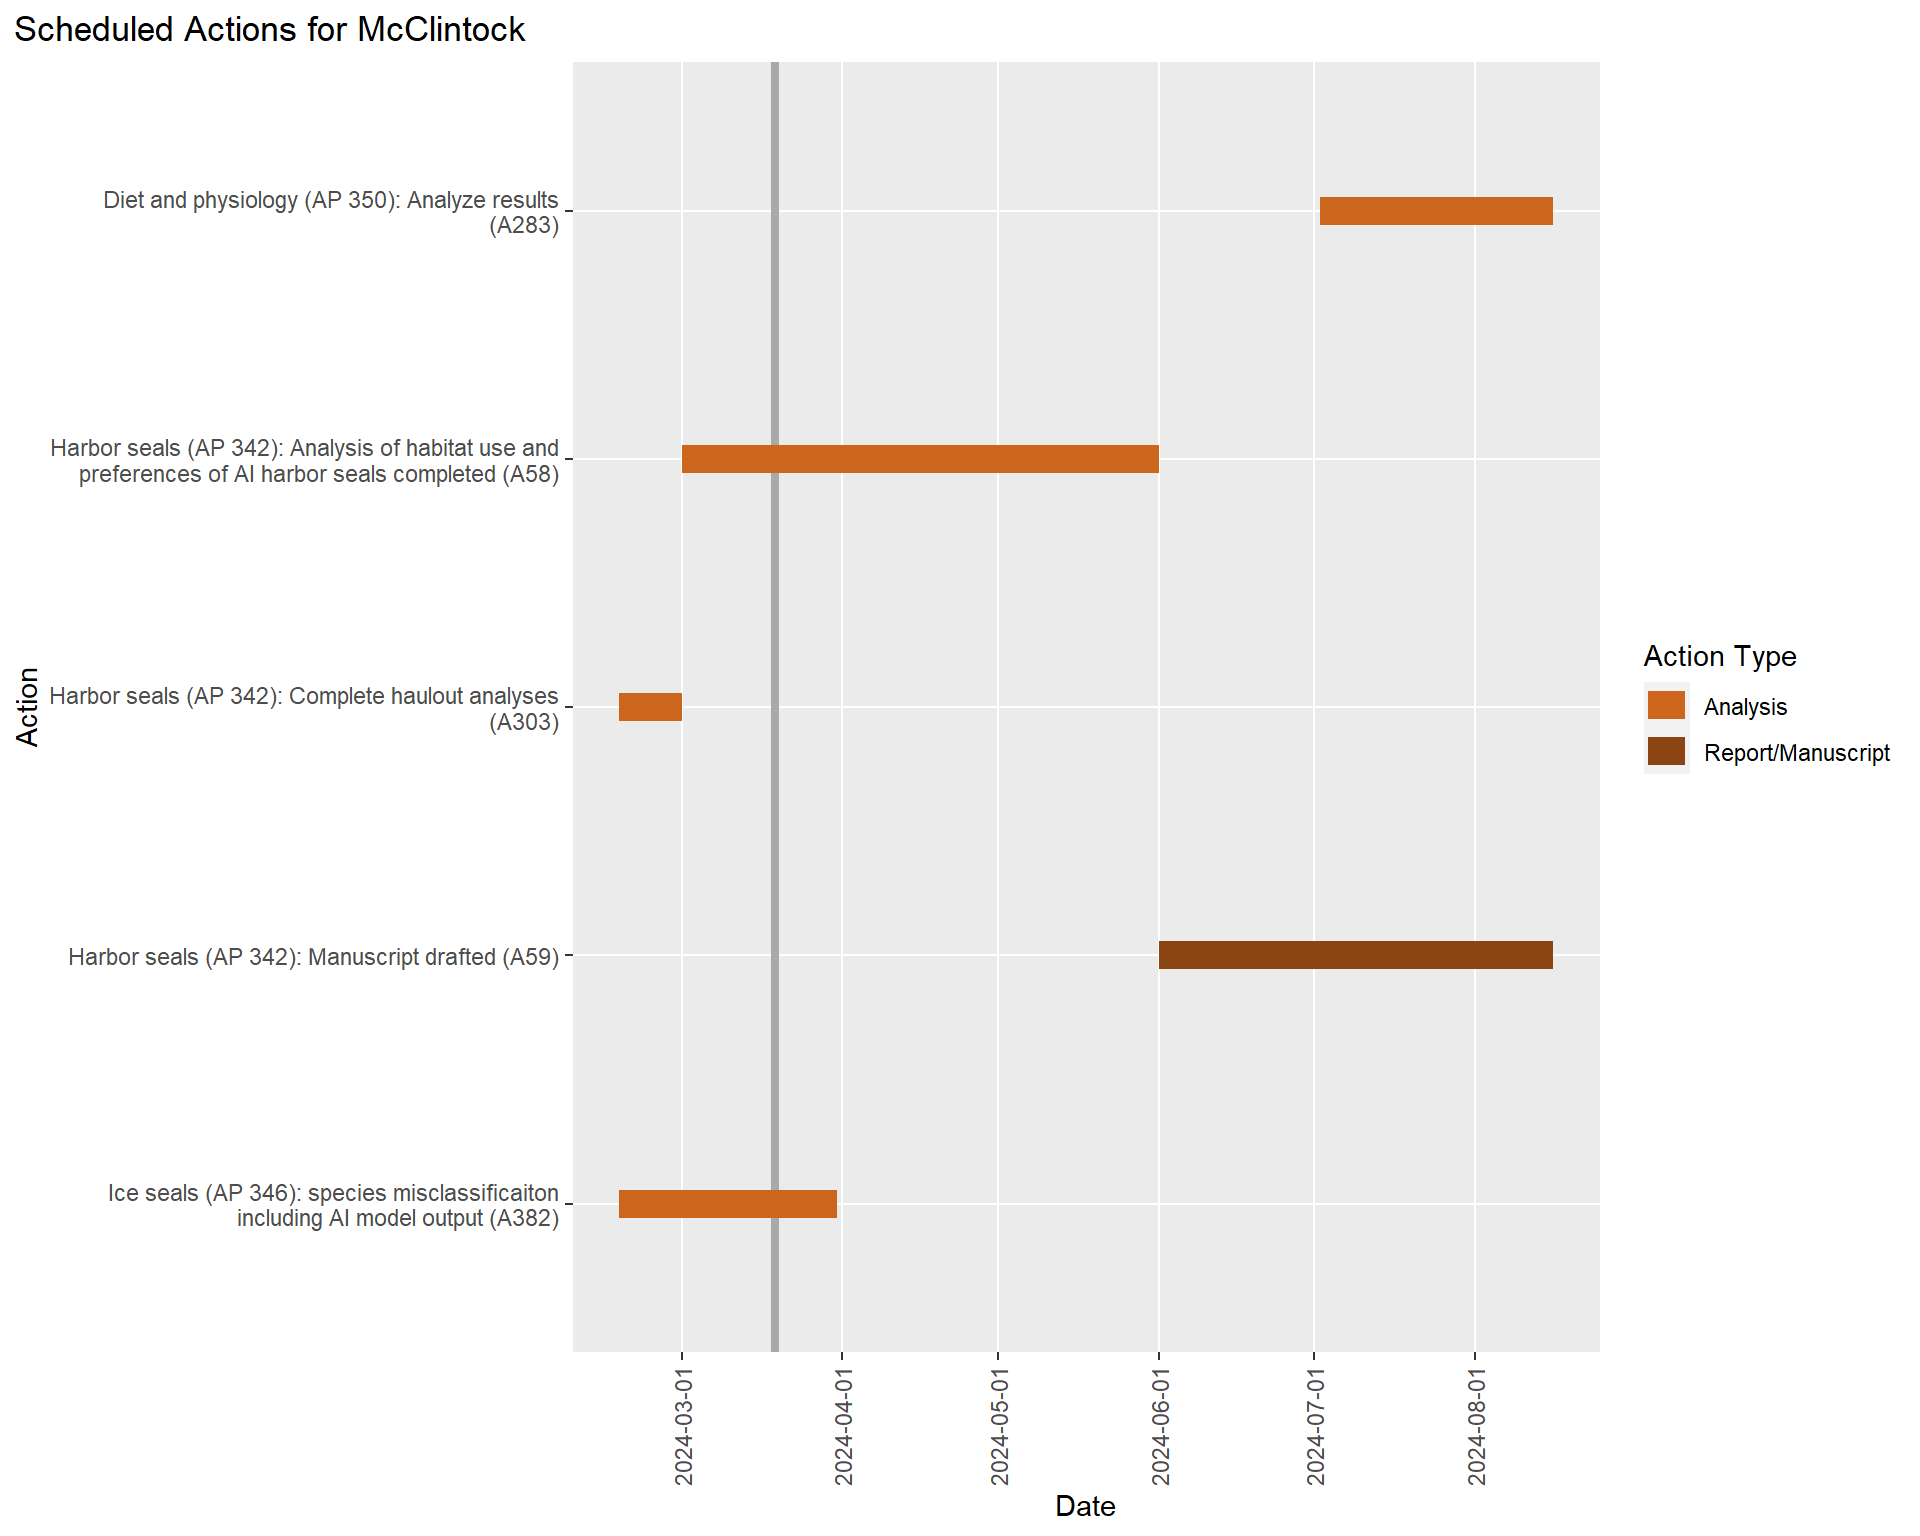 Scheduled Actions for McClintock
Diet and physiology (AP 350): Analyze results
(A283)
Harbor seals (AP 342): Analysis of habitat use and
preferences of AI harbor seals completed (A58)
Harbor seals (AP 342): Complete haulout analyses
(A303)
Harbor seals (AP 342): Manuscript drafted (A59)
Ice seals (AP 346): species misclassificaiton
including AI model output (A382)
Action
2024-03-01
2024-04-01
2024-05-01
2024-06-01
2024-07-01
2024-08-01
Date
Action Type
Analysis
Report/Manuscript